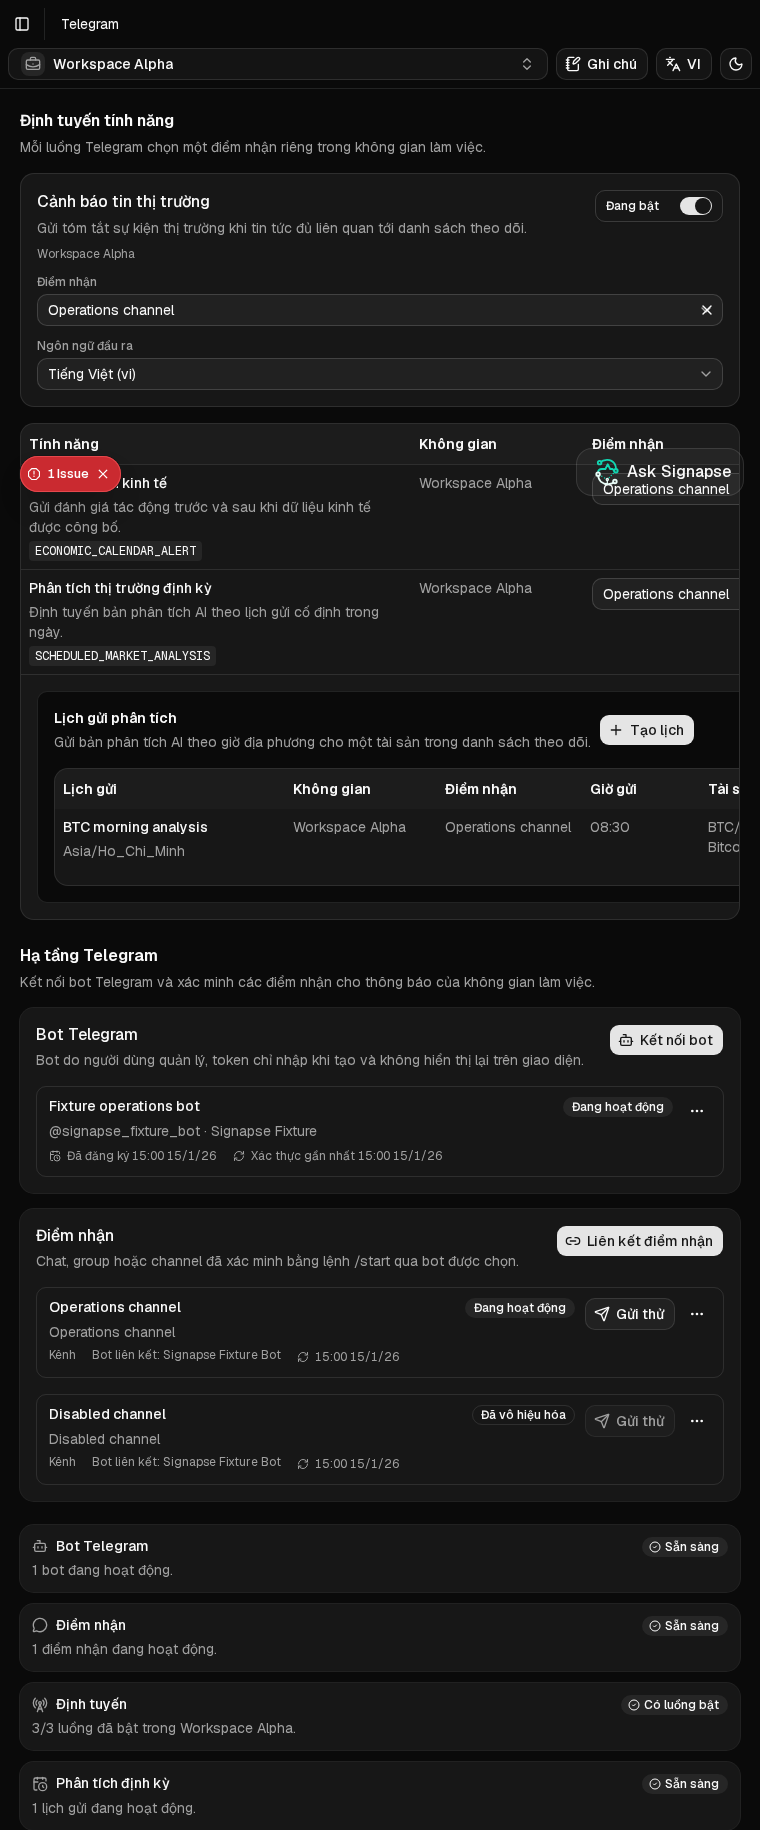 Telegram
Workspace Alpha
Ghi chú
VI
Định tuyến tính năng
Mỗi luồng Telegram chọn một điểm nhận riêng trong không gian làm việc.
Cảnh báo tin thị trường
Đang bật
Gửi tóm tắt sự kiện thị trường khi tin tức đủ liên quan tới danh sách theo dõi.
Workspace Alpha
Điểm nhận
Operations channel
Ngôn ngữ đầu ra
Tiếng Việt (vi)
Tính năng Không gian Điểm nhận
1 Issue
kinh tế
Workspace Alpha
Ask Signapse
Operations channel
Gửi đánh giá tác động trước và sau khi dữ liệu kinh tế
được công bố.
ECONOMIC_CALENDAR_ALERT
Phân tích thị trường định kỳ
Workspace Alpha
Operations channel
Định tuyến bản phân tích AI theo lịch gửi cố định trong
ngày.
SCHEDULED_MARKET_ANALYSIS
Lịch gửi phân tích
Gửi bản phân tích AI theo giờ địa phương cho một tài sản trong danh sách theo dõi.
Tạo lịch
Lịch gửi Không gian Điểm nhận Giờ gửi Tài s
BTC morning analysis Workspace Alpha Operations channel 08:30 BTC/
Asia/Ho_Chi_Minh Bitco
Hạ tầng Telegram
Kết nối bot Telegram và xác minh các điểm nhận cho thông báo của không gian làm việc.
Bot Telegram
Kết nối bot
Bot do người dùng quản lý, token chỉ nhập khi tạo và không hiển thị lại trên giao diện.
Fixture operations bot
Đang hoạt động
@signapse_fixture_bot · Signapse Fixture
Đã đăng ký 15:00 15/1/26 Xác thực gần nhất 15:00 15/1/26
Điểm nhận
Liên kết điểm nhận
Chat, group hoặc channel đã xác minh bằng lệnh /start qua bot được chọn.
Operations channel
Đang hoạt động
Gửi thử
Operations channel
Kênh Bot liên kết: Signapse Fixture Bot 15:00 15/1/26
Disabled channel
Đã vô hiệu hóa
Gửi thử
Disabled channel
Kênh Bot liên kết: Signapse Fixture Bot 15:00 15/1/26
Bot Telegram
Sẵn sàng
1 bot đang hoạt động.
Điểm nhận
Sẵn sàng
1 điểm nhận đang hoạt động.
Định tuyến
Có luồng bật
3/3 luồng đã bật trong Workspace Alpha.
Phân tích định kỳ
Sẵn sàng
1 lịch gửi đang hoạt động.